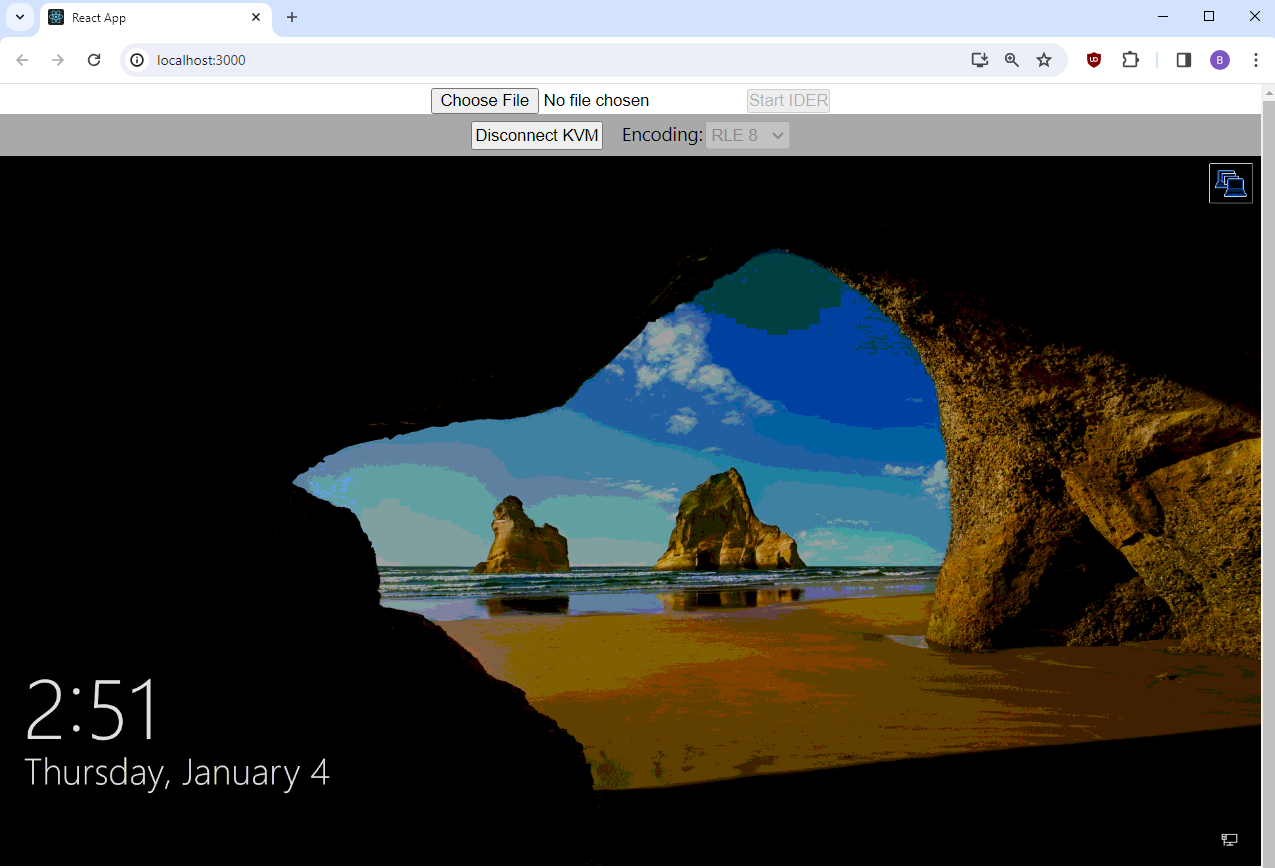 React App
localhost:3000
B
Choose File No file chosen Start IDER
Disconnect KVM Encoding: RLE 8
2:51
Thursday, January 4